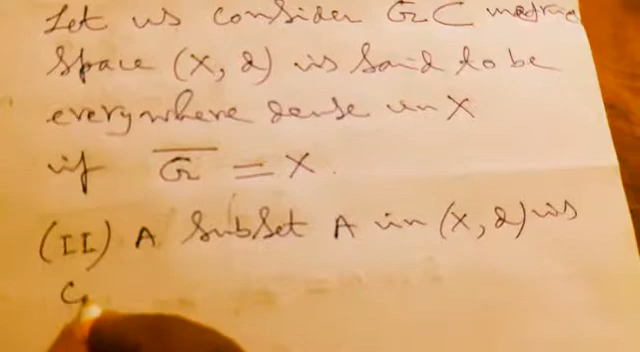 Let us consider G ⊂ metric
space (X, d) is said to be
everywhere dense in X
if G̅ = X.
(II) A Subset A in (X, d) is